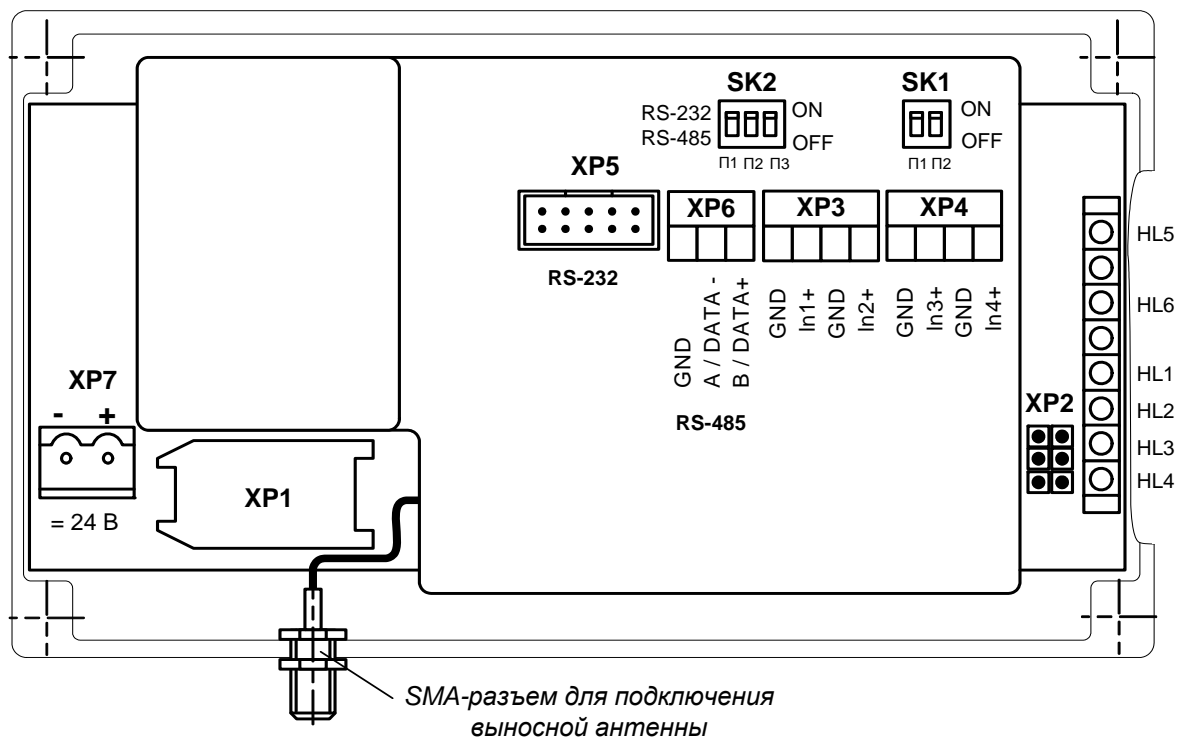 SK2
SK1
RS-232
ON
ON
RS-485
OFF
OFF
П1 П2 П3
П1 П2
XP5
XP6
XP3
XP4
RS-232
GND
A / DATA -
B / DATA+
GND
In1+
GND
In2+
GND
In3+
GND
In4+
RS-485
HL5
HL6
HL1
HL2
HL3
HL4
XP7
- +
= 24 В
XP1
XP2
SMA-разъем для подключения
выносной антенны